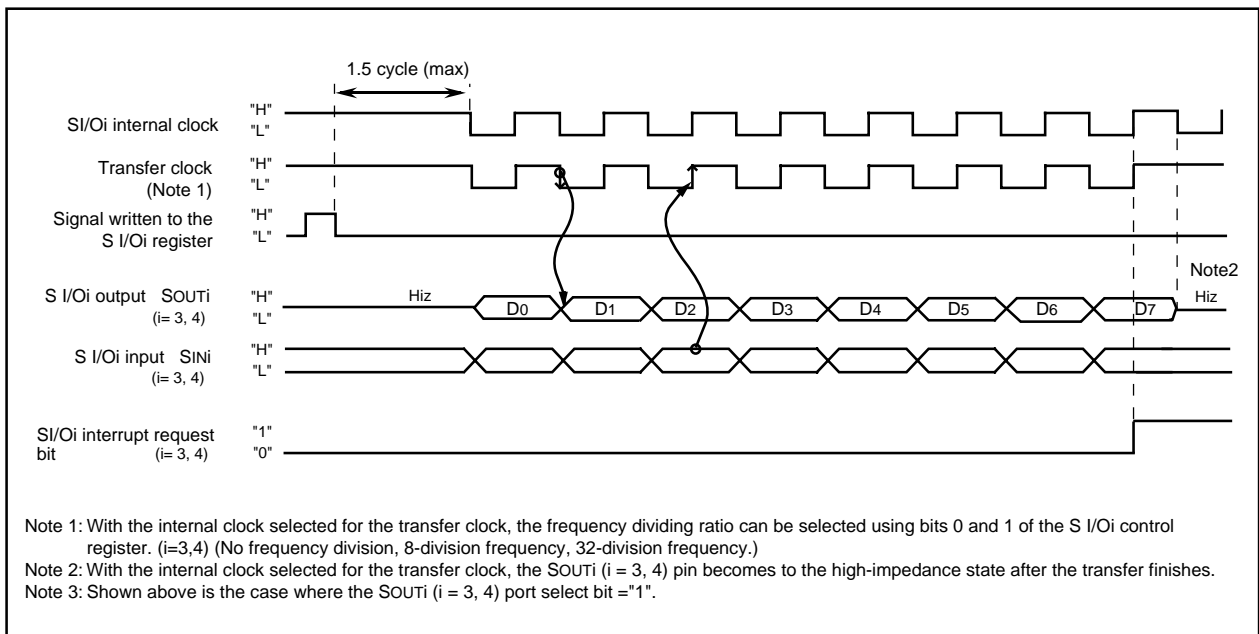 1.5 cycle (max)
SI/Oi internal clock
"H"
"L"
Transfer clock
(Note 1)
"H"
"L"
Signal written to the
S I/Oi register
"H"
"L"
S I/Oi output SOUTi
(i= 3, 4)
"H"
"L"
Hiz
D0
D1
D2
D3
D4
D5
D6
D7
Note2
Hiz
S I/Oi input SINi
(i= 3, 4)
"H"
"L"
SI/Oi interrupt request
bit (i= 3, 4)
"1"
"0"
Note 1: With the internal clock selected for the transfer clock, the frequency dividing ratio can be selected using bits 0 and 1 of the S I/Oi control
register. (i=3,4) (No frequency division, 8-division frequency, 32-division frequency.)
Note 2: With the internal clock selected for the transfer clock, the SOUTi (i = 3, 4) pin becomes to the high-impedance state after the transfer finishes.
Note 3: Shown above is the case where the SOUTi (i = 3, 4) port select bit ="1".